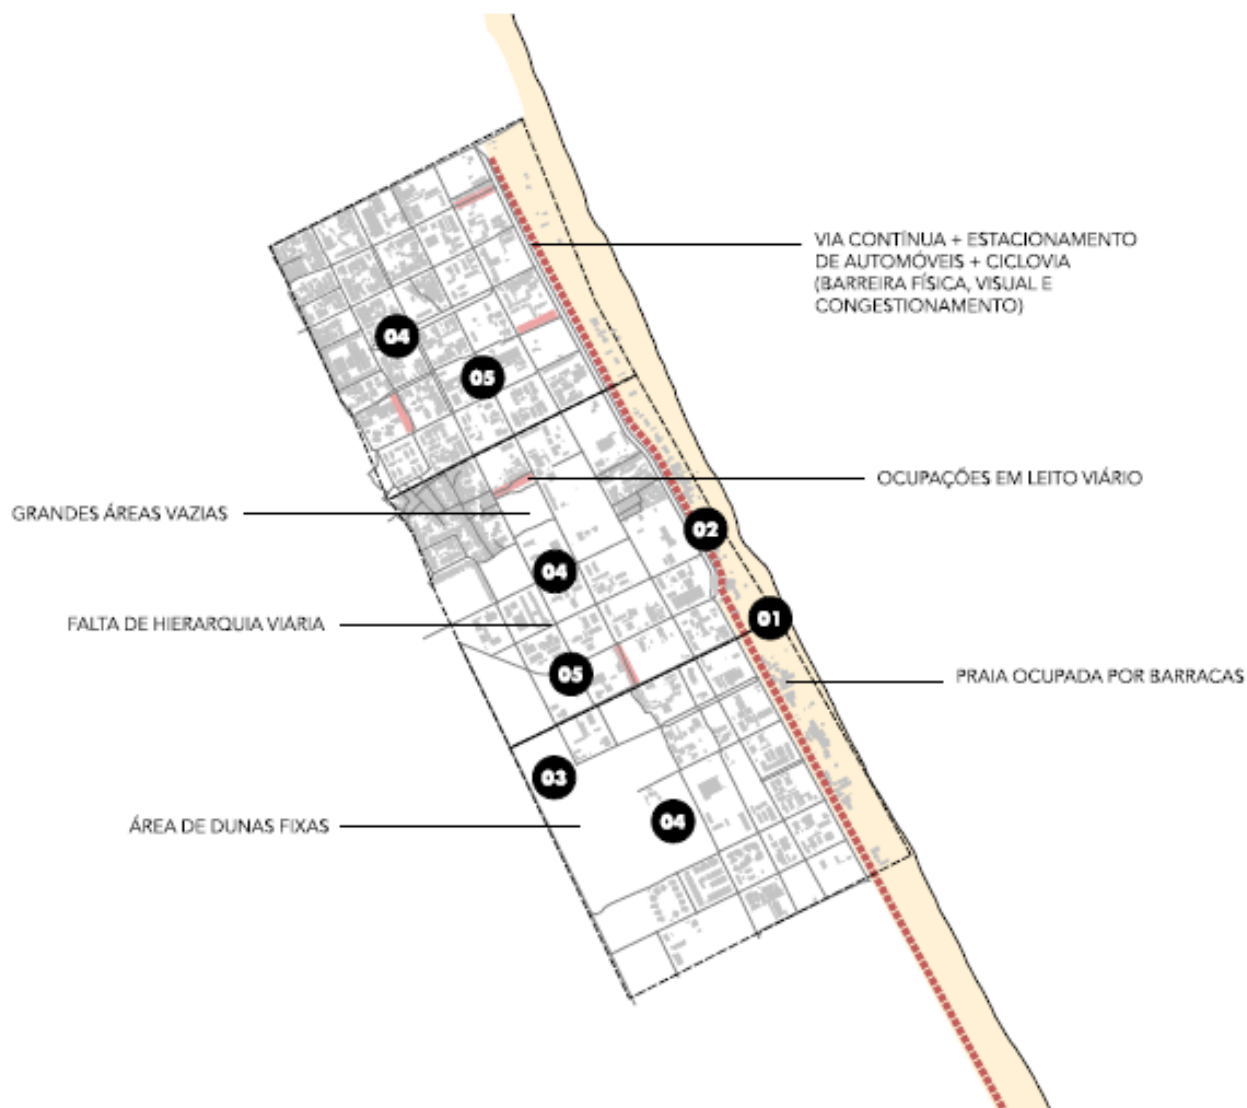 VIA CONTÍNUA + ESTACIONAMENTO
DE AUTOMÓVEIS + CICLOVIA
(BARREIRA FÍSICA, VISUAL E
CONGESTIONAMENTO)
04
05
OCUPAÇÕES EM LEITO VIÁRIO
GRANDES ÁREAS VAZIAS
02
04
FALTA DE HIERARQUIA VIÁRIA
01
05
PRAIA OCUPADA POR BARRACAS
03
04
ÁREA DE DUNAS FIXAS